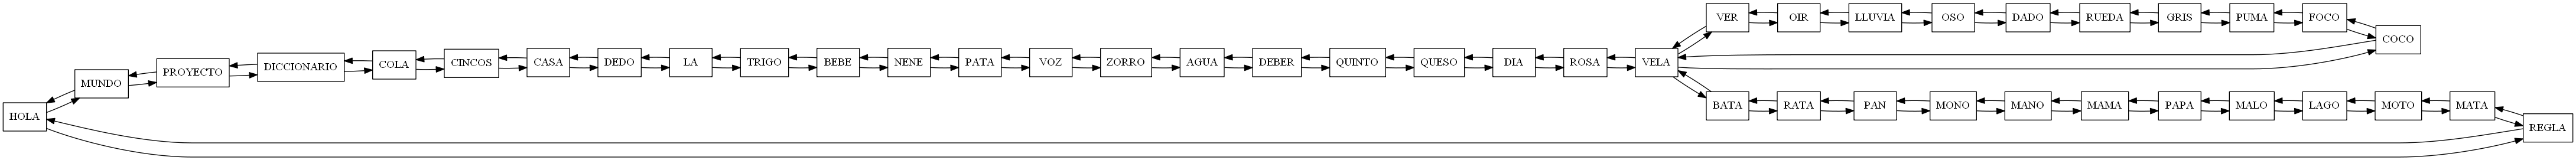 HOLA
MUNDO
PROYECTO
DICCIONARIO
COLA
CINCOS
CASA
DEDO
LA
TRIGO
BEBE
NENE
PATA
VOZ
ZORRO
AGUA
DEBER
QUINTO
QUESO
DIA
ROSA
VELA
VER
OIR
LLUVIA
OSO
DADO
RUEDA
GRIS
PUMA
FOCO
COCO
BATA
RATA
PAN
MONO
MANO
MAMA
PAPA
MALO
LAGO
MOTO
MATA
REGLA